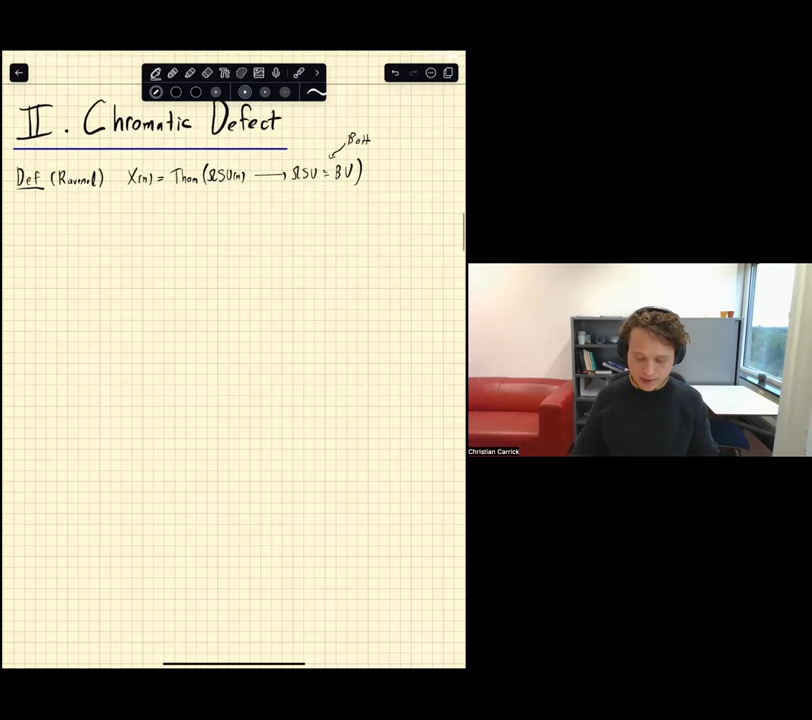 II. Chromatic Defect
Bott
Def (Ravenel) X(n) = Thom (ΩSU(n) ⟶ ΩSU ≃ BU)
Christian Carrick